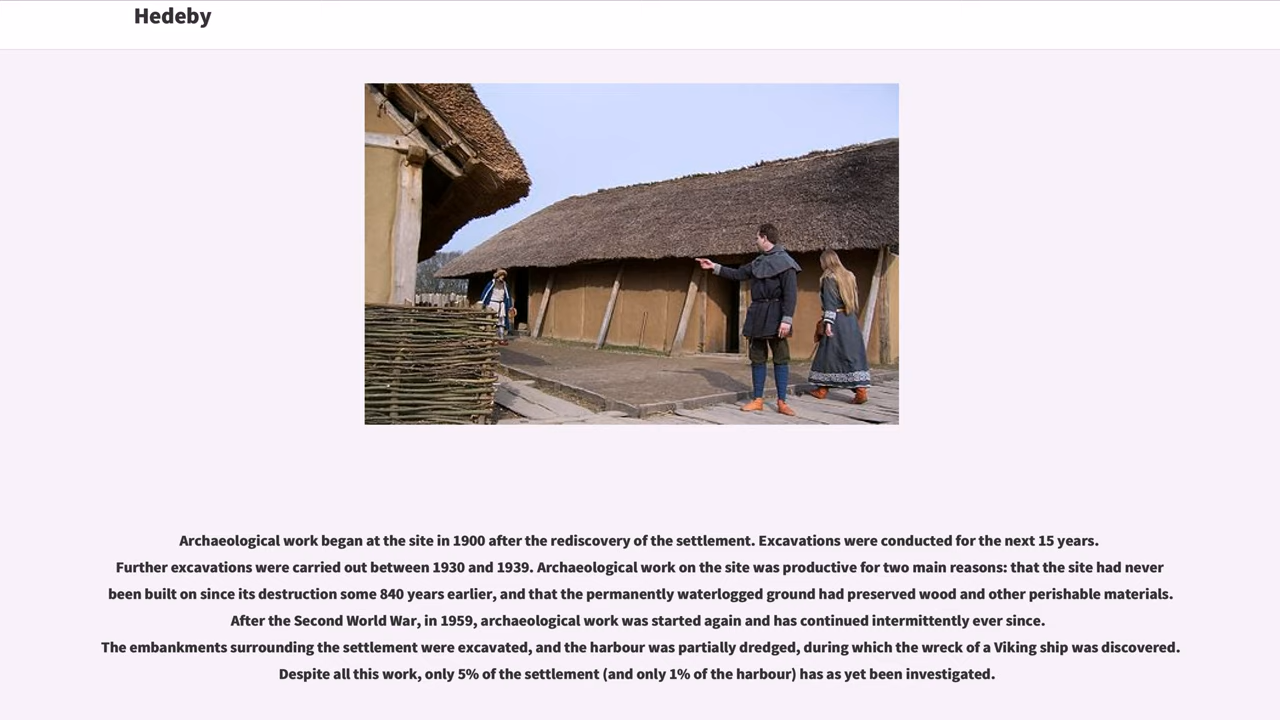 Hedeby
Archaeological work began at the site in 1900 after the rediscovery of the settlement. Excavations were conducted for the next 15 years.
Further excavations were carried out between 1930 and 1939. Archaeological work on the site was productive for two main reasons: that the site had never
been built on since its destruction some 840 years earlier, and that the permanently waterlogged ground had preserved wood and other perishable materials.
After the Second World War, in 1959, archaeological work was started again and has continued intermittently ever since.
The embankments surrounding the settlement were excavated, and the harbour was partially dredged, during which the wreck of a Viking ship was discovered.
Despite all this work, only 5% of the settlement (and only 1% of the harbour) has as yet been investigated.